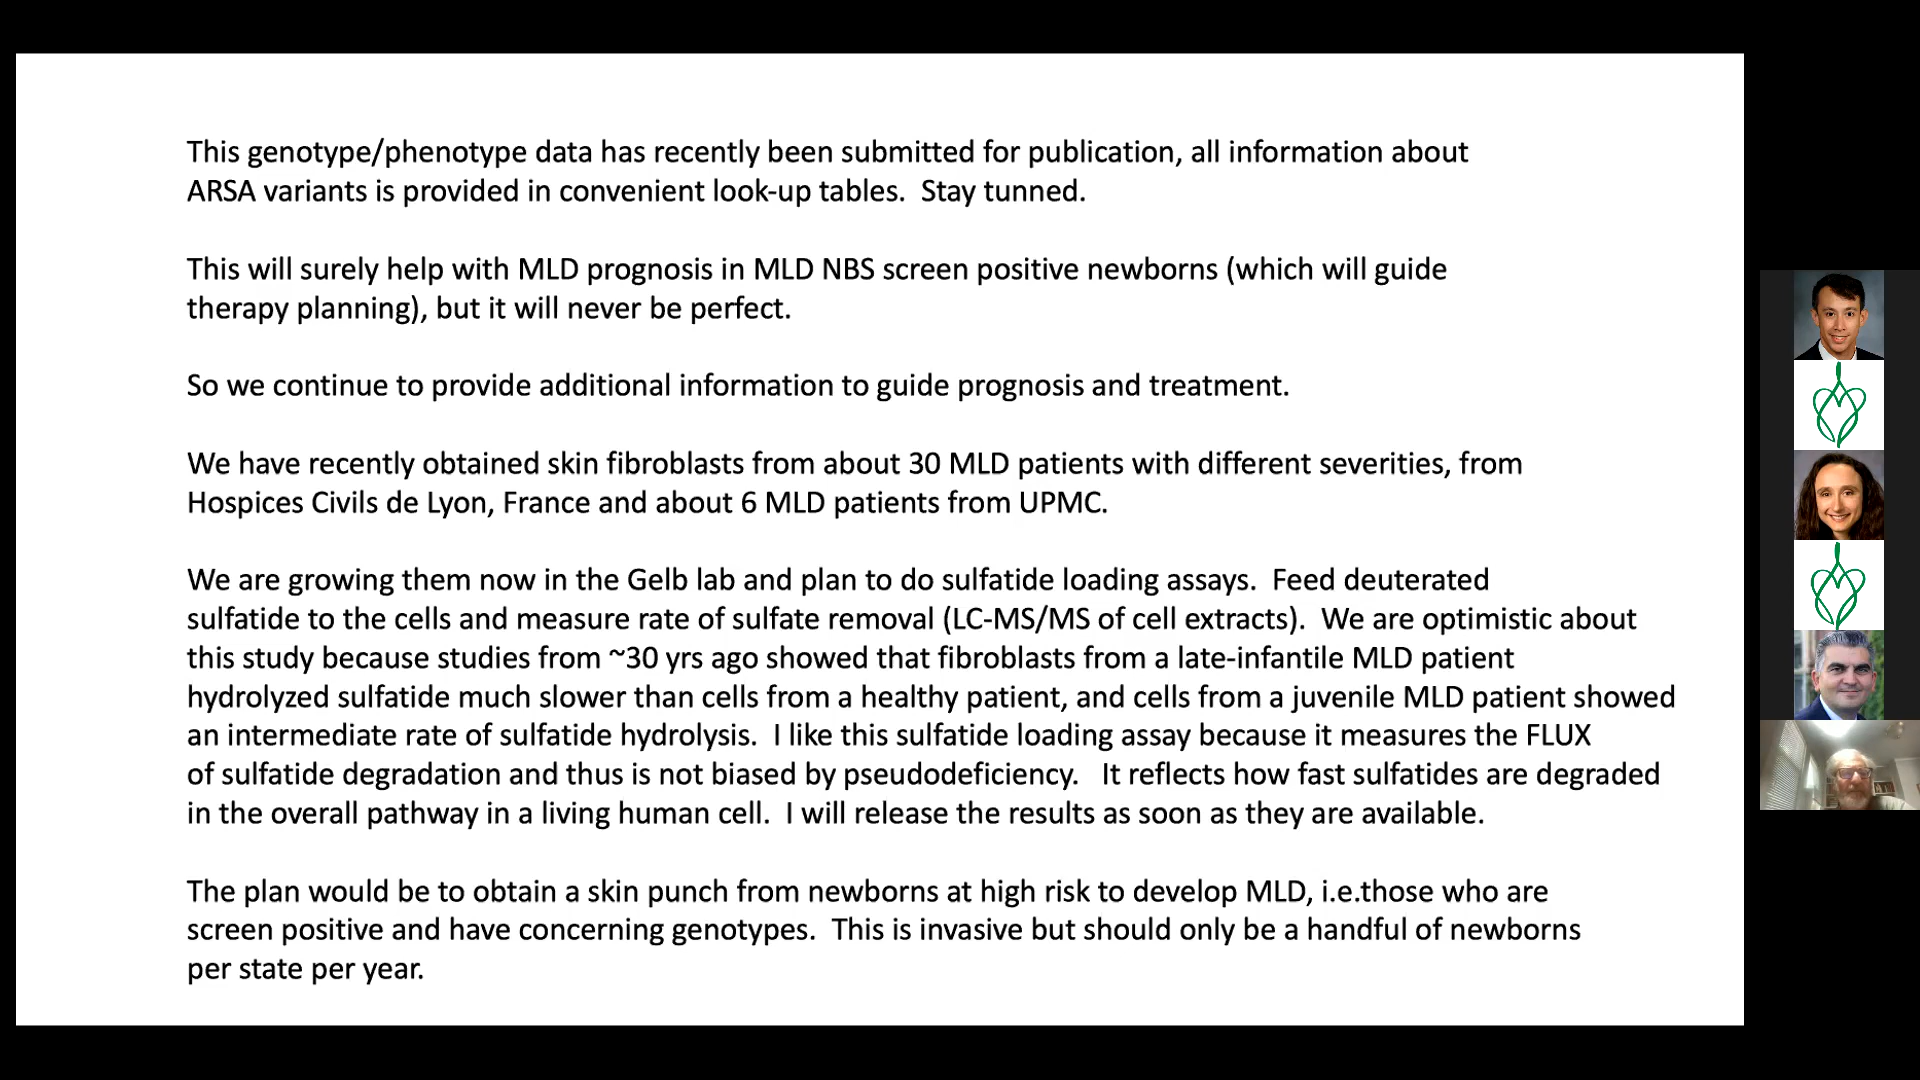 This genotype/phenotype data has recently been submitted for publication, all information about
ARSA variants is provided in convenient look-up tables.  Stay tunned.
This will surely help with MLD prognosis in MLD NBS screen positive newborns (which will guide
therapy planning), but it will never be perfect.
So we continue to provide additional information to guide prognosis and treatment.
We have recently obtained skin fibroblasts from about 30 MLD patients with different severities, from
Hospices Civils de Lyon, France and about 6 MLD patients from UPMC.
We are growing them now in the Gelb lab and plan to do sulfatide loading assays.  Feed deuterated
sulfatide to the cells and measure rate of sulfate removal (LC-MS/MS of cell extracts).  We are optimistic about
this study because studies from ~30 yrs ago showed that fibroblasts from a late-infantile MLD patient
hydrolyzed sulfatide much slower than cells from a healthy patient, and cells from a juvenile MLD patient showed
an intermediate rate of sulfatide hydrolysis.  I like this sulfatide loading assay because it measures the FLUX
of sulfatide degradation and thus is not biased by pseudodeficiency.   It reflects how fast sulfatides are degraded
in the overall pathway in a living human cell.  I will release the results as soon as they are available.
The plan would be to obtain a skin punch from newborns at high risk to develop MLD, i.e.those who are
screen positive and have concerning genotypes.  This is invasive but should only be a handful of newborns
per state per year.